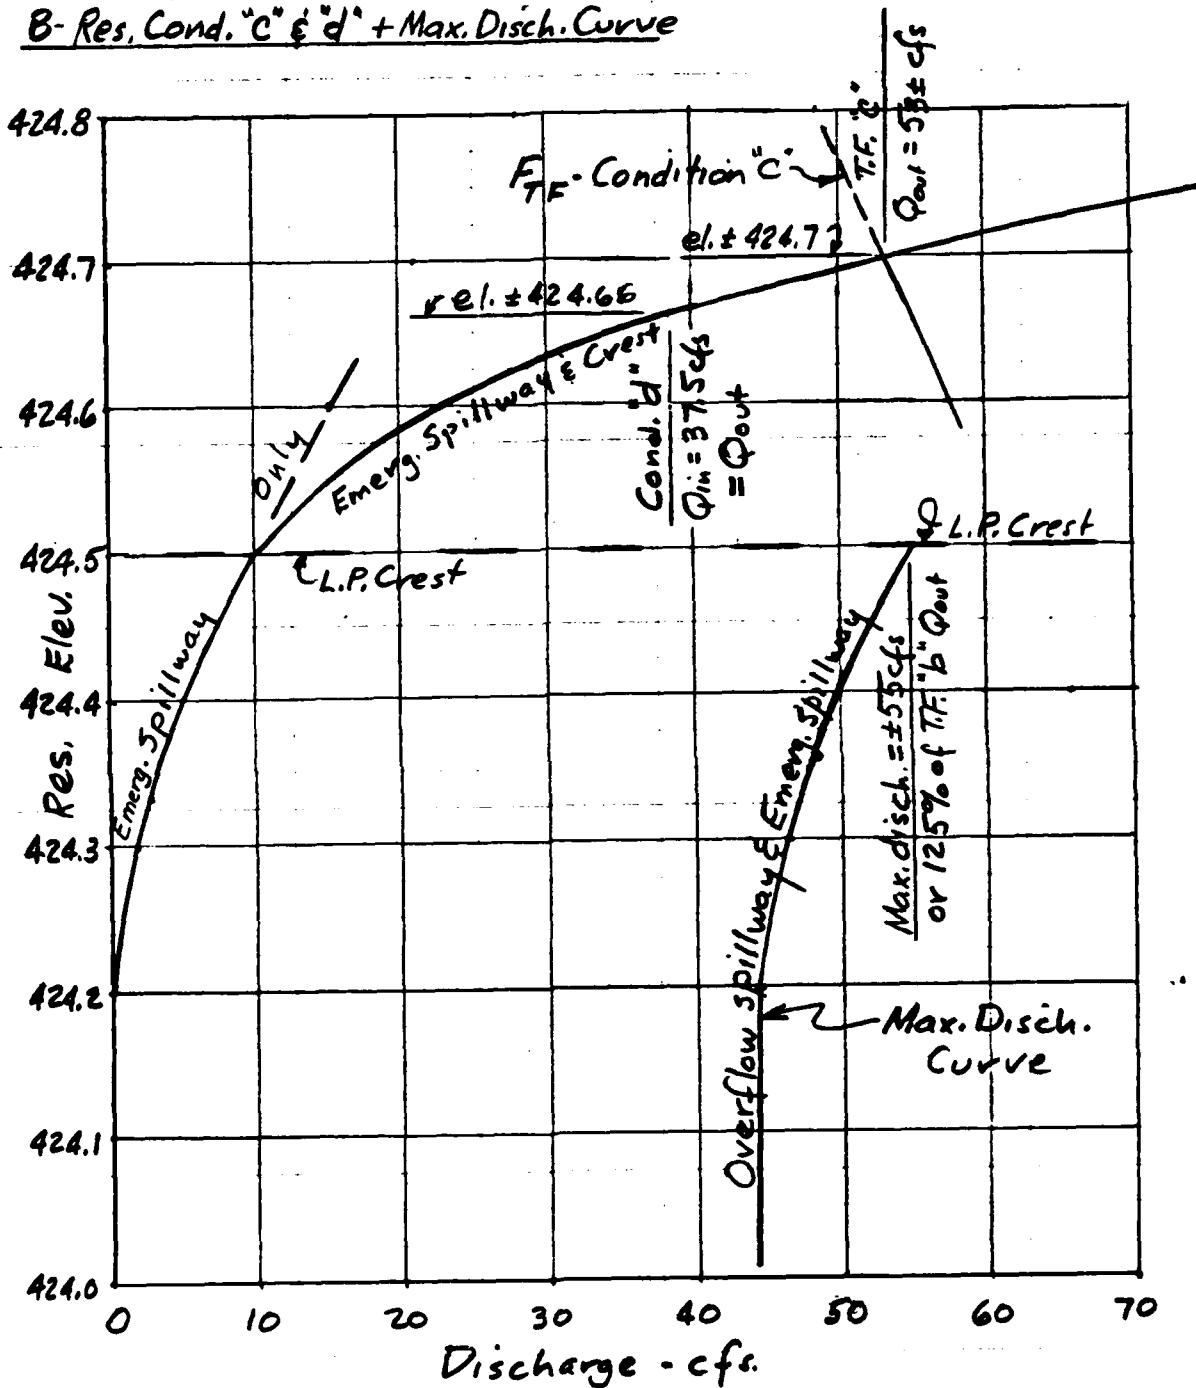 B- Res. Cond. "c" & "d" + Max. Disch. Curve
424.8
424.7
424.6
424.5
424.4
424.3
424.2
424.1
424.0
Res. Elev.
0 10 20 30 40 50 60 70
Discharge - cfs.
F TF - Condition "C"
T.F. "C"
Qout = 53± cfs
el. ± 424.7
el. ± 424.66
Emerg. Spillway & Crest
Only
Cond. "d"
Qin = 37.5 cfs
= Qout
L.P. Crest
L.P. Crest
Emerg. Spillway
Overflow Spillway & Emerg. Spillway
Max. disch. = ±55 cfs
or 125% of T.F. "b" Qout
Max. Disch.
Curve